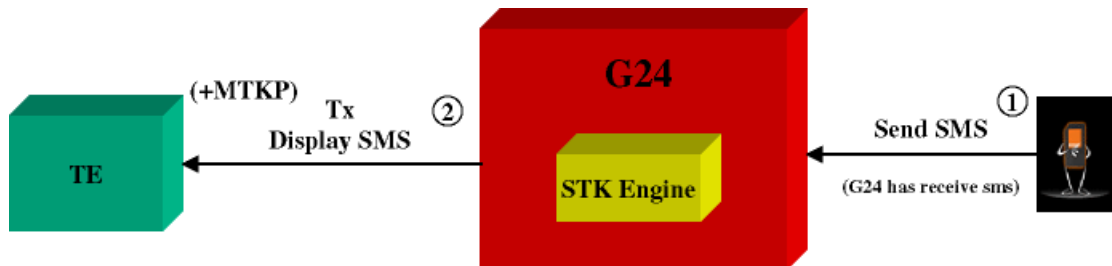 (+MTKP)
Tx
Display SMS
②
TE
G24
STK Engine
①
Send SMS
(G24 has receive sms)